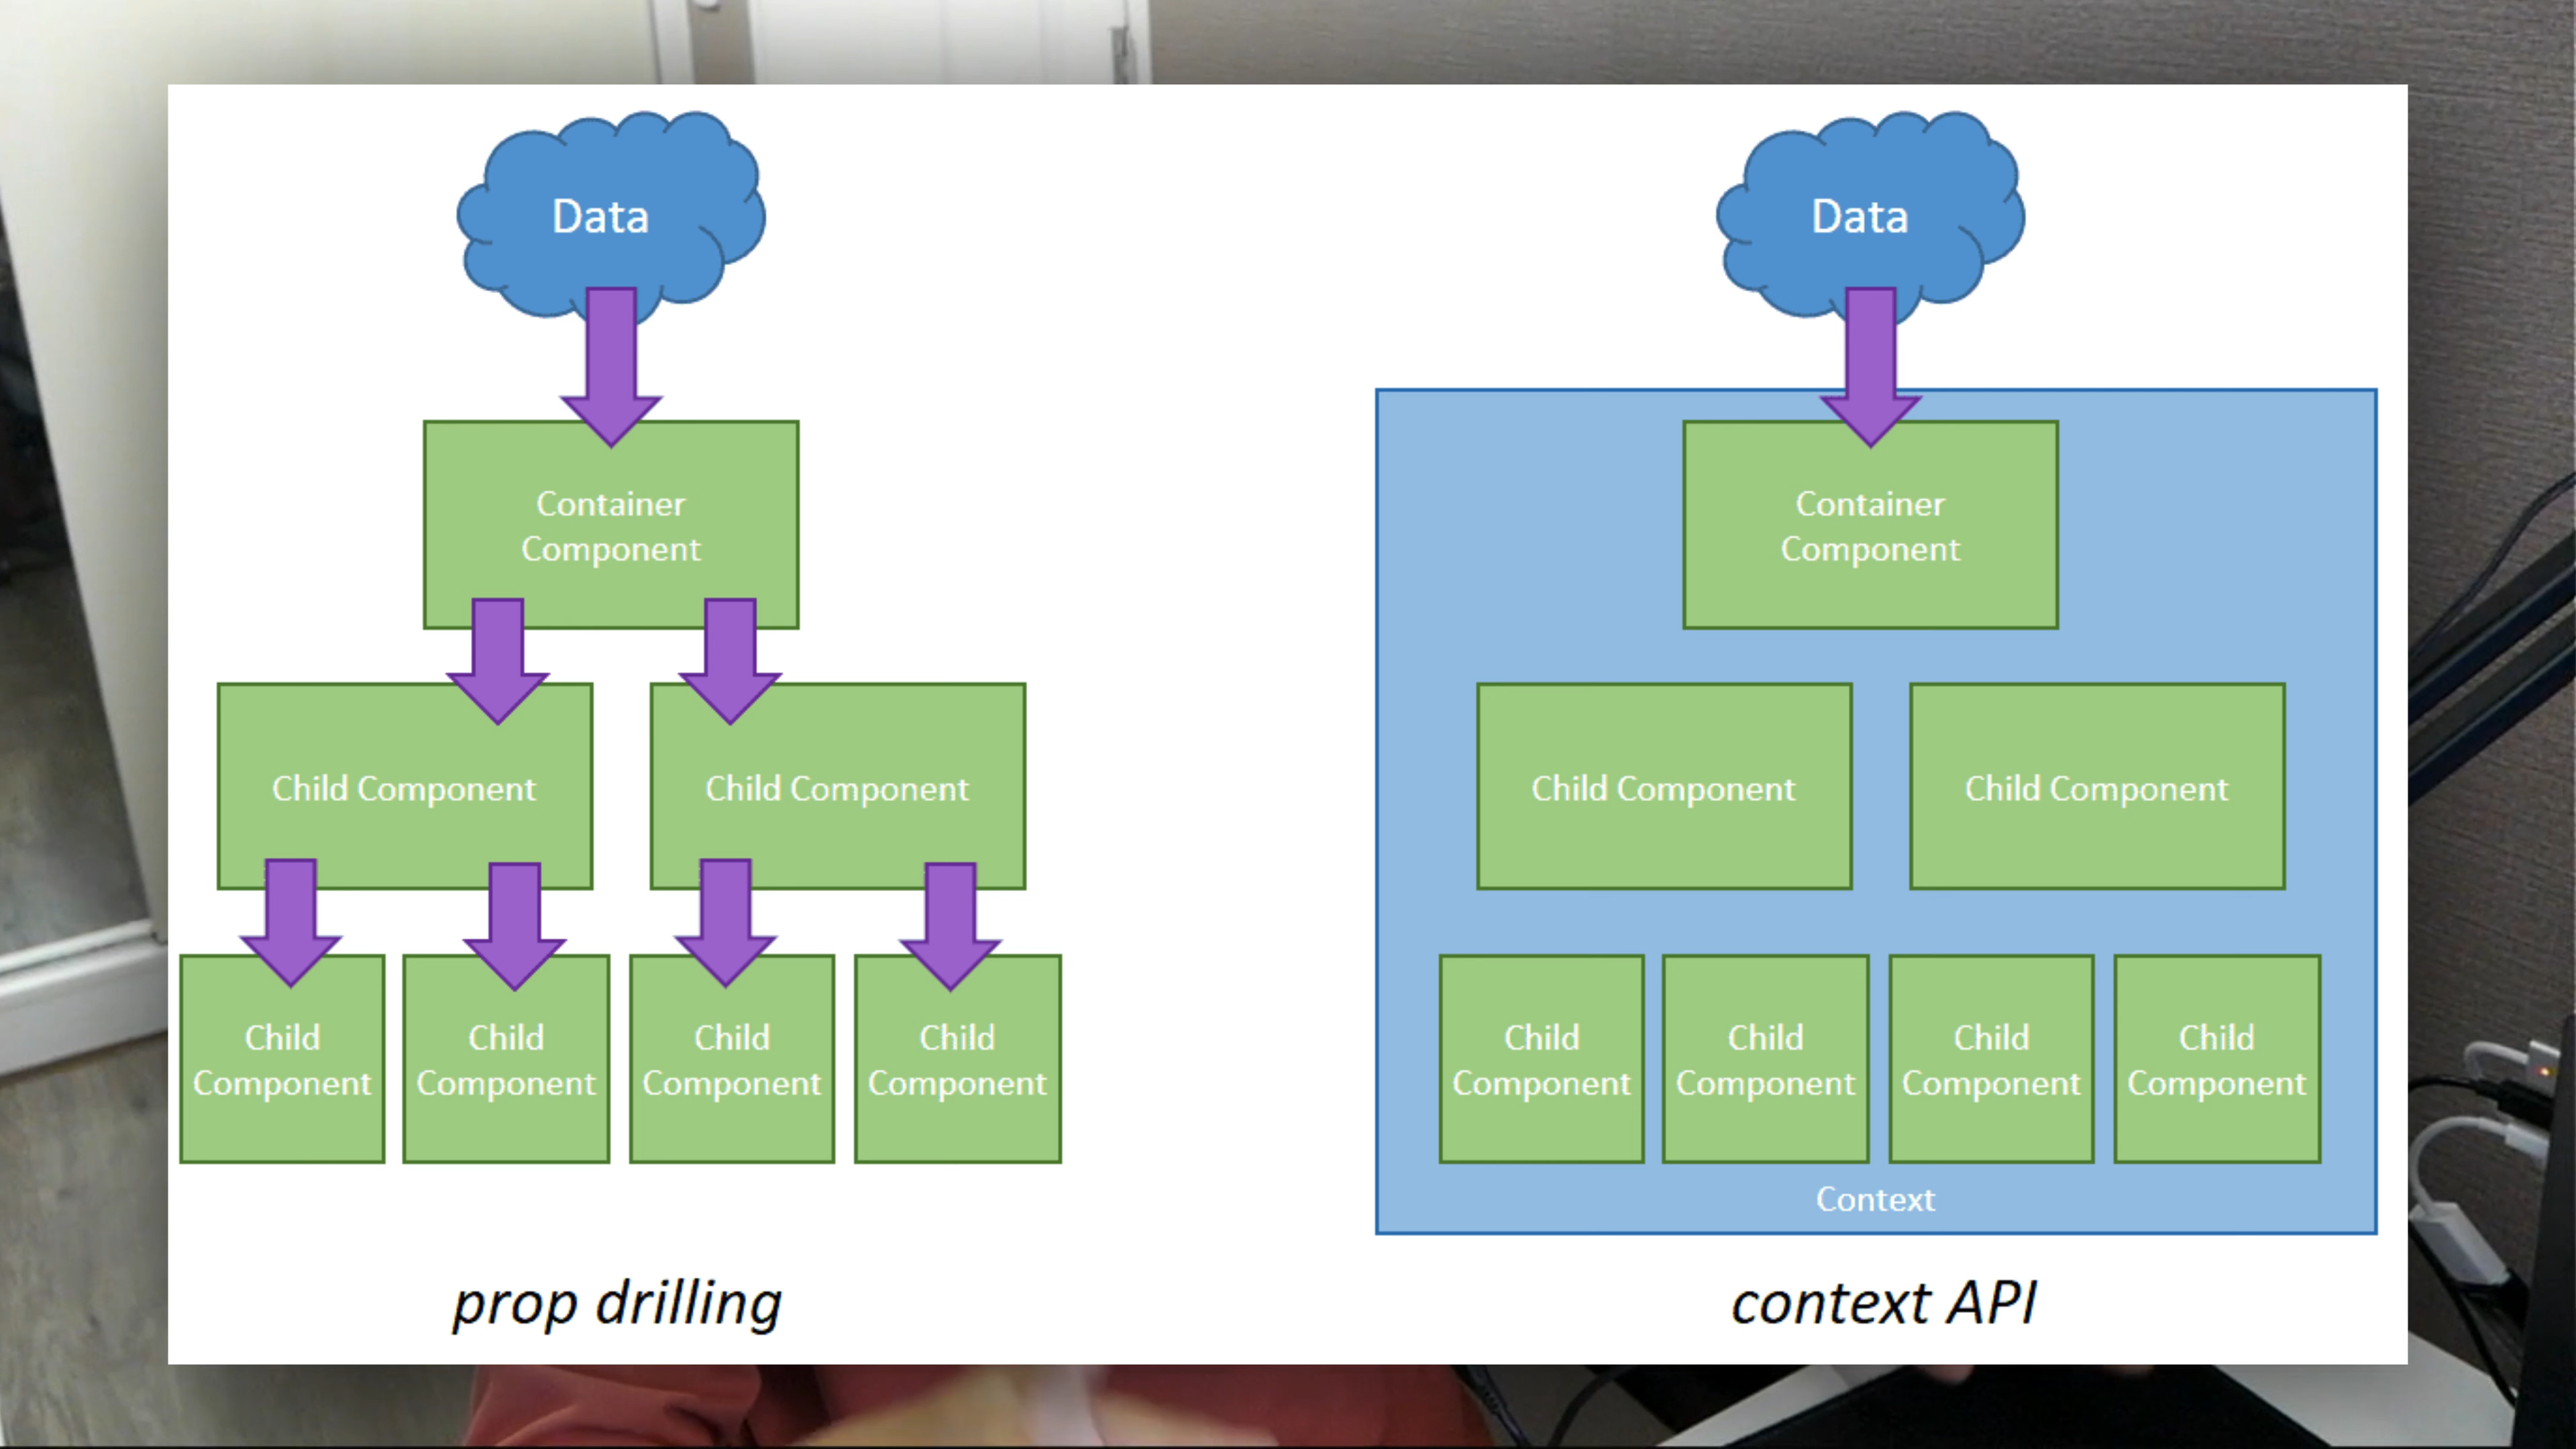 Data
Container
Component
Child Component
Child Component
Child
Component
Child
Component
Child
Component
Child
Component
prop drilling
Data
Container
Component
Child Component
Child Component
Child
Component
Child
Component
Child
Component
Child
Component
Context
context API